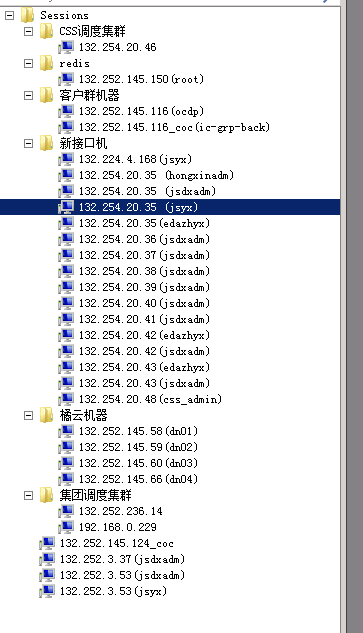 Sessions
CSS调度集群
132.254.20.46
redis
132.252.145.150(root)
客户群机器
132.252.145.116(ocdp)
132.252.145.116_coc(ic-grp-back)
新接口机
132.224.4.168(jsyx)
132.254.20.35 (hongxinadm)
132.254.20.35 (jsdxadm)
132.254.20.35 (jsyx)
132.254.20.35(edazhyx)
132.254.20.36(jsdxadm)
132.254.20.37(jsdxadm)
132.254.20.38(jsdxadm)
132.254.20.39(jsdxadm)
132.254.20.40(jsdxadm)
132.254.20.41(jsdxadm)
132.254.20.42(edazhyx)
132.254.20.42(jsdxadm)
132.254.20.43(edazhyx)
132.254.20.43(jsdxadm)
132.254.20.48(css_admin)
橘云机器
132.252.145.58(dn01)
132.252.145.59(dn02)
132.252.145.60(dn03)
132.252.145.66(dn04)
集团调度集群
132.252.236.14
192.168.0.229
132.252.145.124_coc
132.252.3.37(jsdxadm)
132.252.3.53(jsdxadm)
132.252.3.53(jsyx)